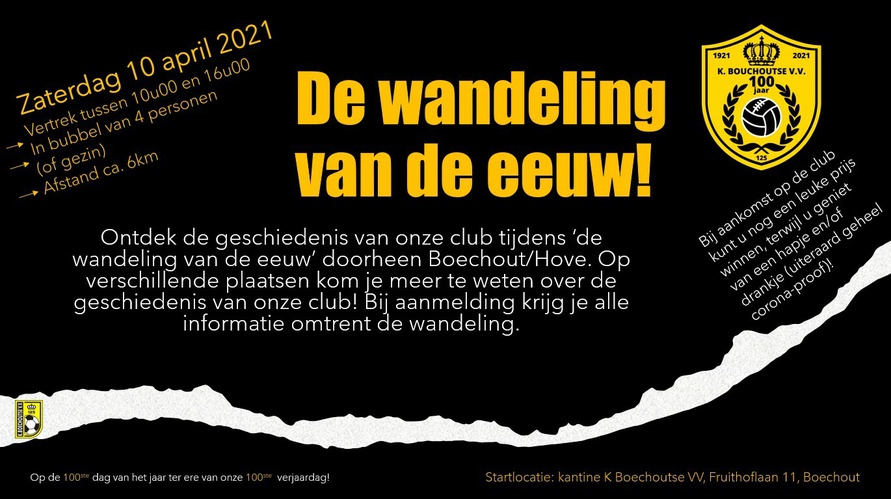 Zaterdag 10 april 2021
Vertrek tussen 10u00 en 16u00
In bubbel van 4 personen
(of gezin)
Afstand ca. 6km
De wandeling
van de eeuw!
1921 2021
K. BOUCHOUTSE V.V.
100
jaar
125
Bij aankomst op de club
kunt u nog een leuke prijs
winnen, terwijl u geniet
van een hapje en/of
drankje (uiteraard geheel
corona-proof)!
Ontdek de geschiedenis van onze club tijdens ‘de
wandeling van de eeuw’ doorheen Boechout/Hove. Op
verschillende plaatsen kom je meer te weten over de
geschiedenis van onze club! Bij aanmelding krijg je alle
informatie omtrent de wandeling.
Op de 100ste dag van het jaar ter ere van onze 100ste verjaardag!
Startlocatie: kantine K Boechoutse VV, Fruithoflaan 11, Boechout